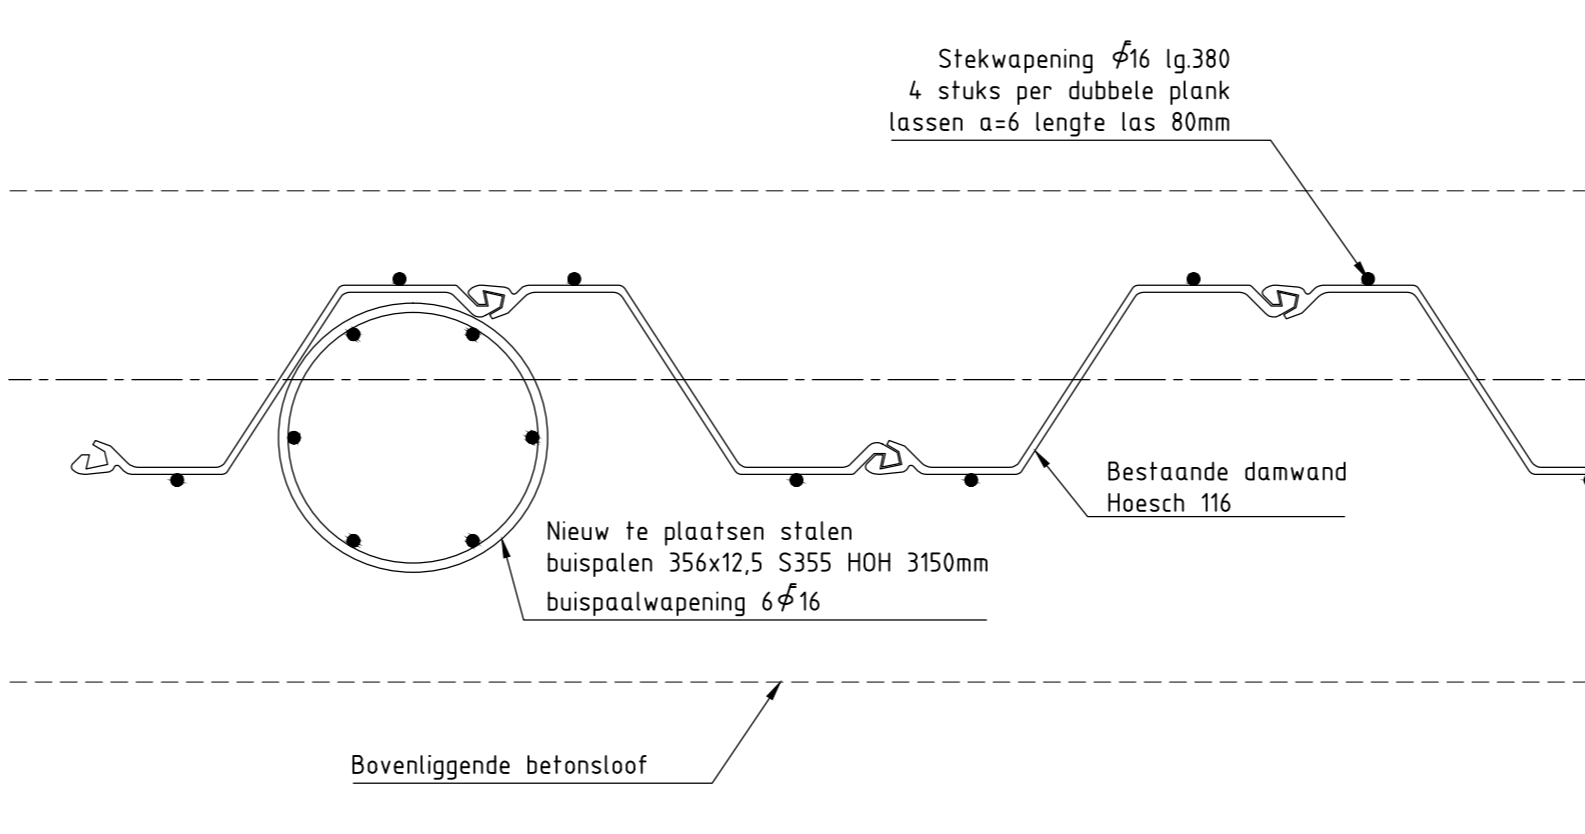 Stekwapening ⌀16 lg.380
4 stuks per dubbele plank
lassen a=6 lengte las 80mm
Bestaande damwand
Hoesch 116
Nieuw te plaatsen stalen
buispalen 356x12,5 S355 HOH 3150mm
buispaalwapening 6⌀16
Bovenliggende betonsloof